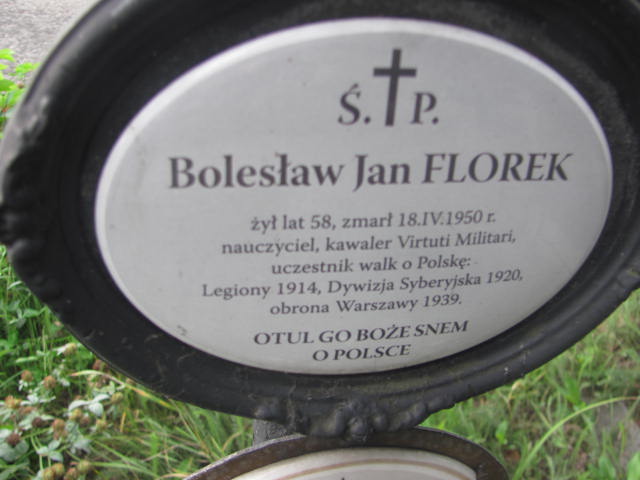 Ś. P.
Bolesław Jan FLOREK
żył lat 58, zmarł 18.IV.1950 r.
nauczyciel, kawaler Virtuti Militari,
uczestnik walk o Polskę:
Legiony 1914, Dywizja Syberyjska 1920,
obrona Warszawy 1939.
OTUL GO BOŻE SNEM
O POLSCE